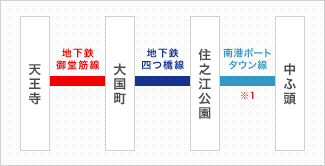 天王寺
地下鉄
御堂筋線
大国町
地下鉄
四つ橋線
住之江公園
南港ポート
タウン線
※1
中ふ頭